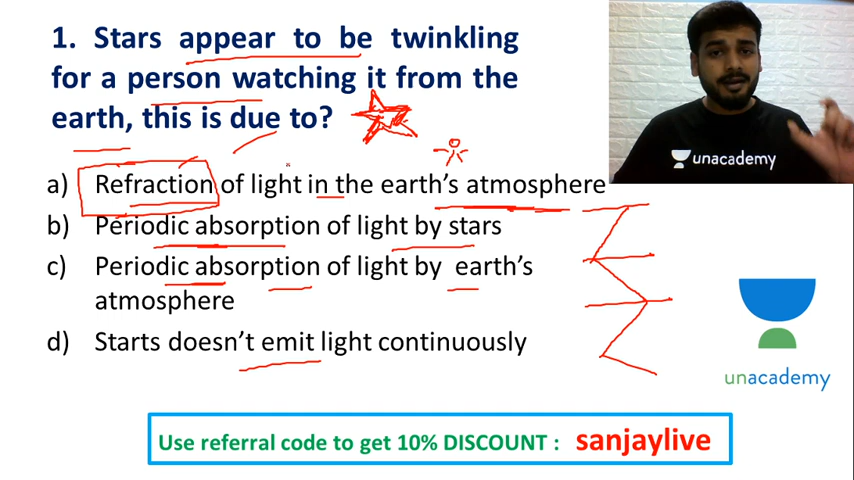 1. Stars appear to be twinkling
for a person watching it from the
earth, this is due to?
a) Refraction of light in the earth's atmosphere
b) Periodic absorption of light by stars
c) Periodic absorption of light by earth's
atmosphere
d) Starts doesn't emit light continuously
unacademy
unacademy
Use referral code to get 10% DISCOUNT : sanjaylive